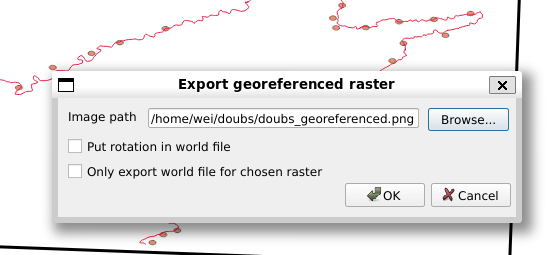 Export georeferenced raster
Image path /home/wei/doubs/doubs_georeferenced.png Browse...
Put rotation in world file
Only export world file for chosen raster
OK Cancel